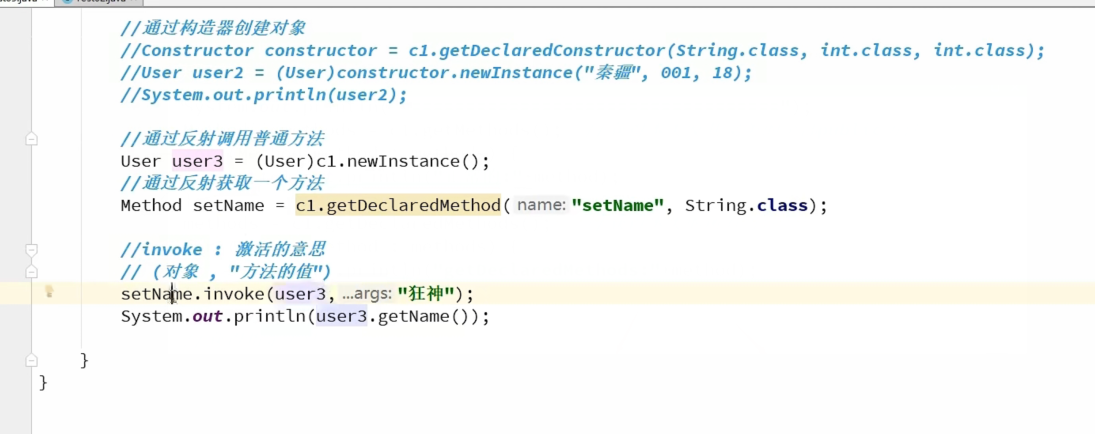 //通过构造器创建对象
//Constructor constructor = c1.getDeclaredConstructor(String.class, int.class, int.class);
//User user2 = (User)constructor.newInstance("秦疆", 001, 18);
//System.out.println(user2);
//通过反射调用普通方法
User user3 = (User)c1.newInstance();
//通过反射获取一个方法
Method setName = c1.getDeclaredMethod( name: "setName", String.class);
//invoke : 激活的意思
// (对象 , "方法的值")
setName.invoke(user3, ...args: "狂神");
System.out.println(user3.getName());
}
}